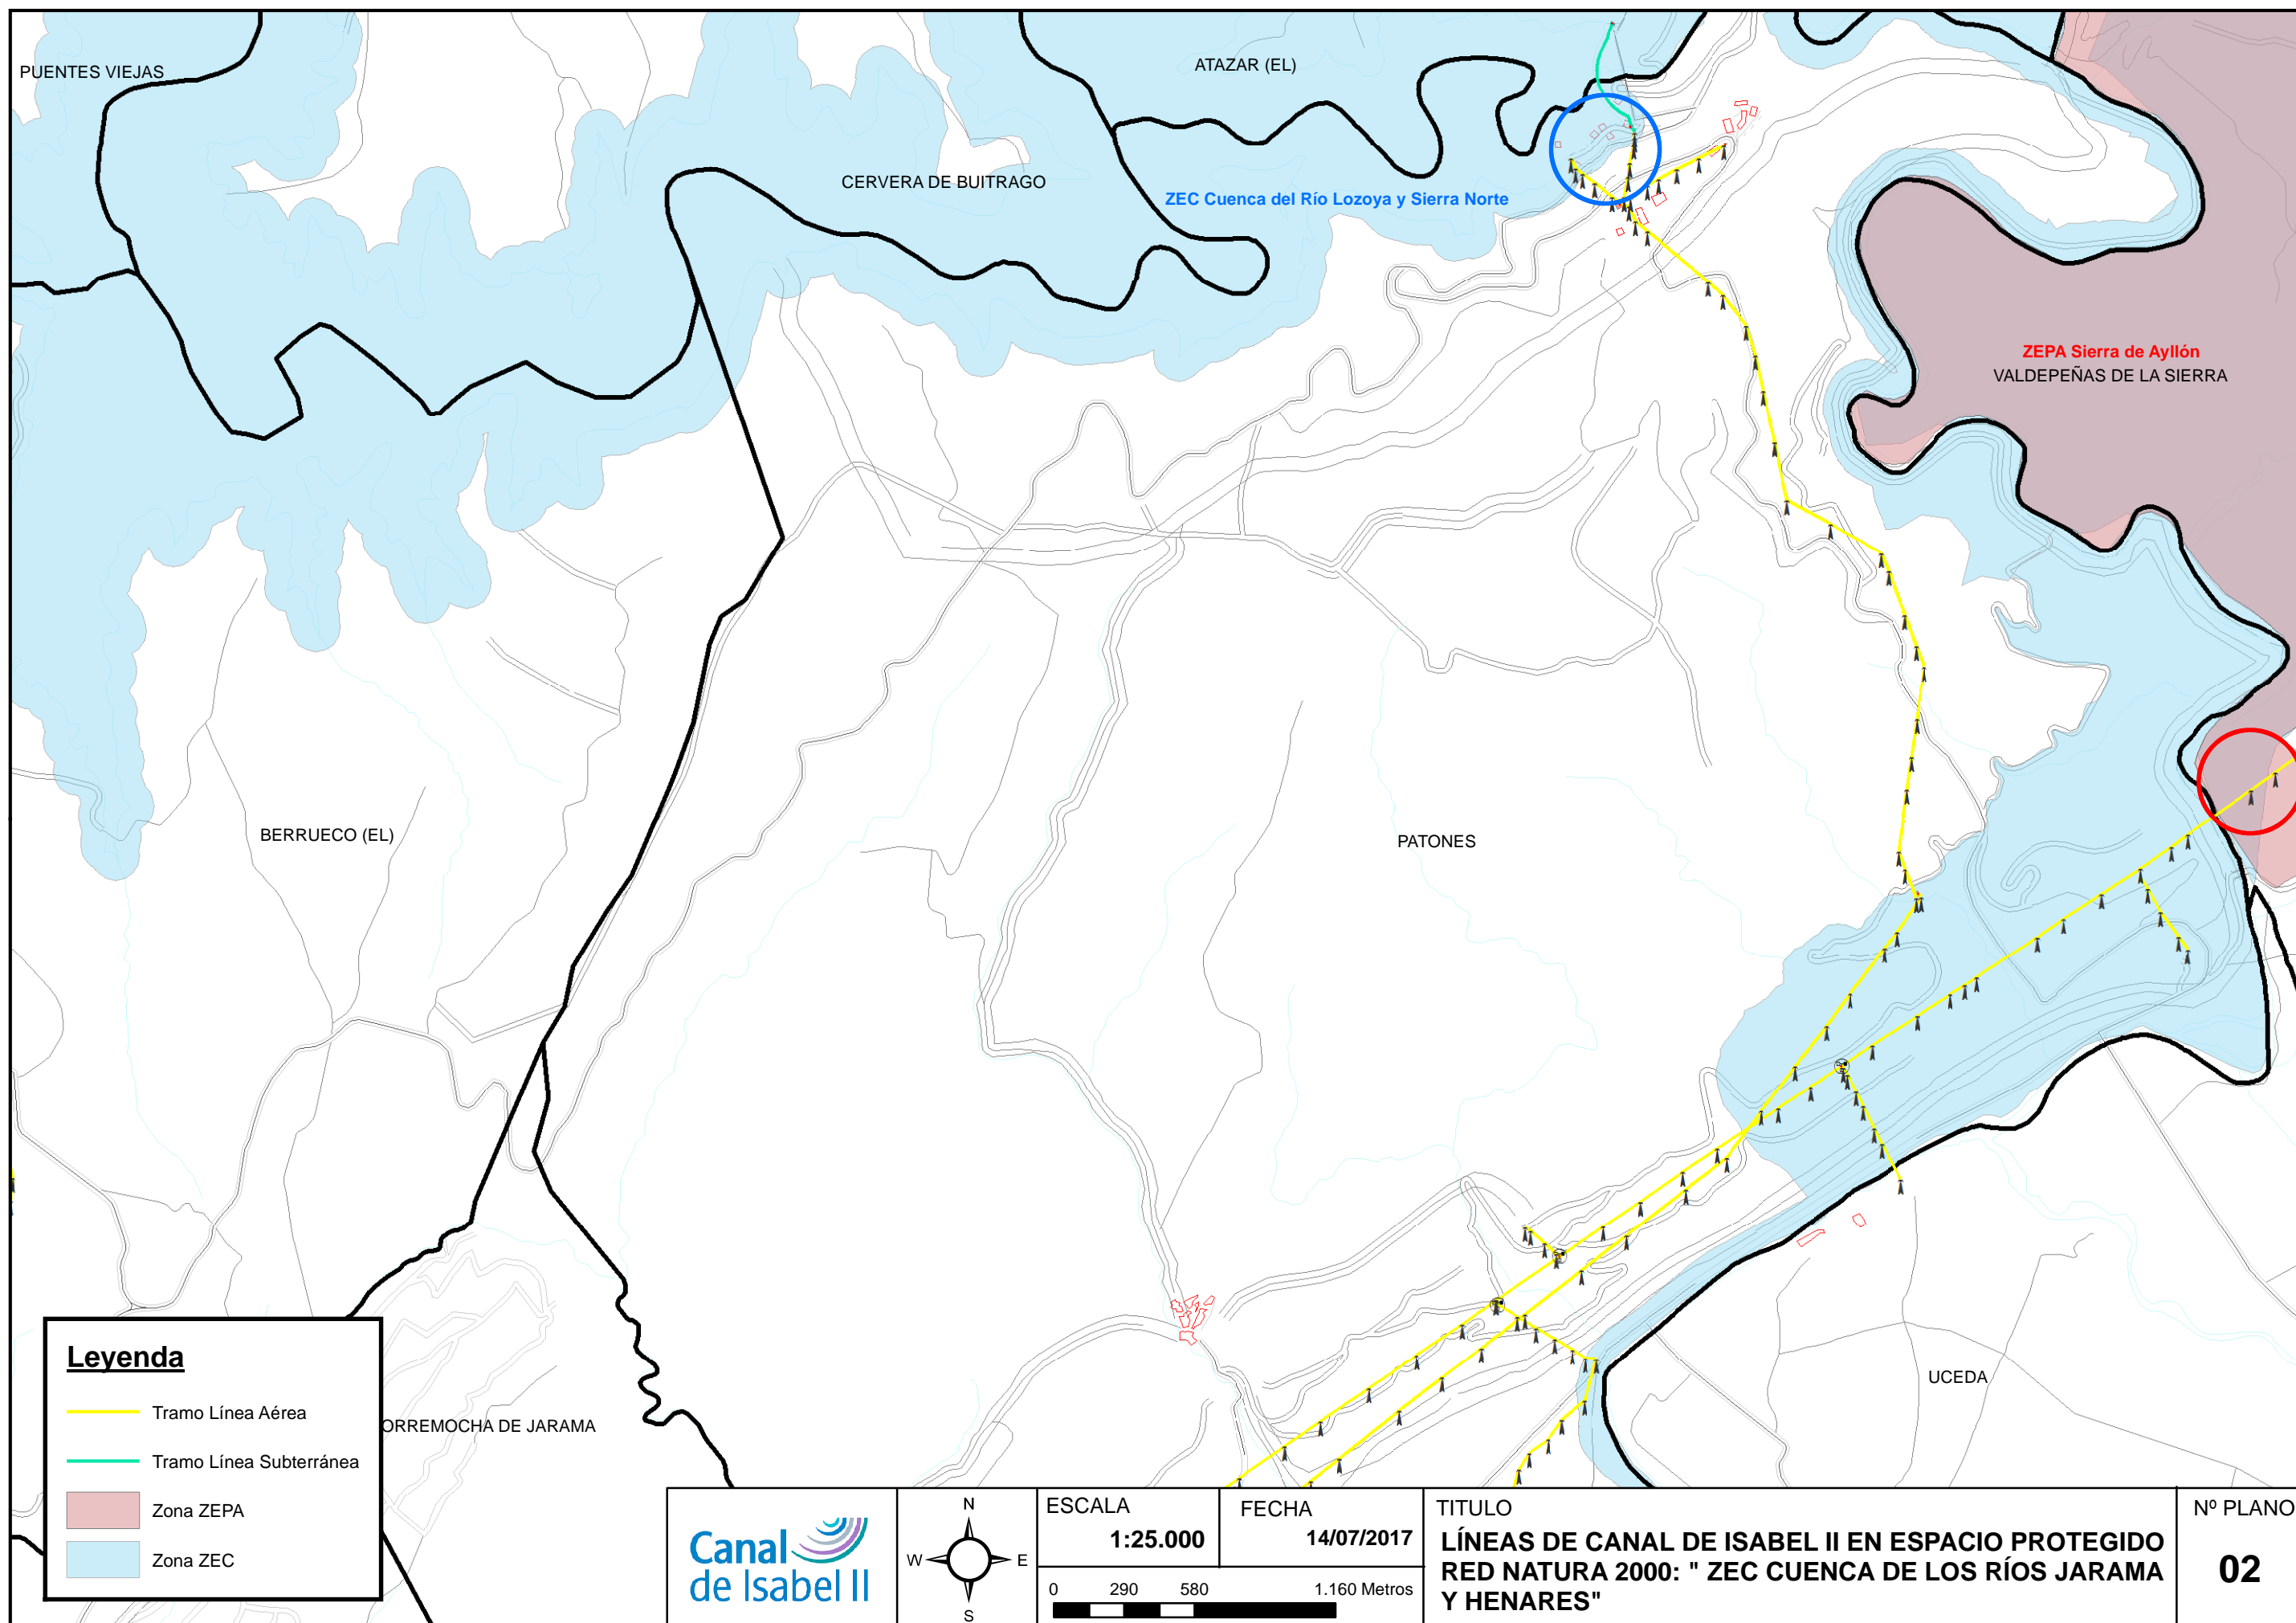 PUENTES VIEJAS
ATAZAR (EL)
CERVERA DE BUITRAGO
ZEC Cuenca del Río Lozoya y Sierra Norte
ZEPA Sierra de Ayllón
VALDEPEÑAS DE LA SIERRA
BERRUECO (EL)
PATONES
UCEDA
ORREMOCHA DE JARAMA
Leyenda
Tramo Línea Aérea
Tramo Línea Subterránea
Zona ZEPA
Zona ZEC
Canal
de Isabel II
N
W
E
S
ESCALA
1:25.000
FECHA
14/07/2017
0 290 580 1.160 Metros
TITULO
LÍNEAS DE CANAL DE ISABEL II EN ESPACIO PROTEGIDO
RED NATURA 2000: " ZEC CUENCA DE LOS RÍOS JARAMA
Y HENARES"
Nº PLANO
02